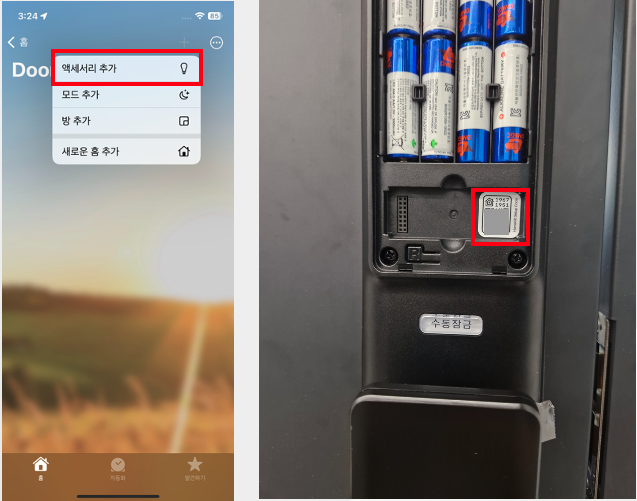 3:24
85
홈
Doo
액세서리 추가
모드 추가
방 추가
새로운 홈 추가
홈
자동화
발견하기
1967
1951
수동잠금